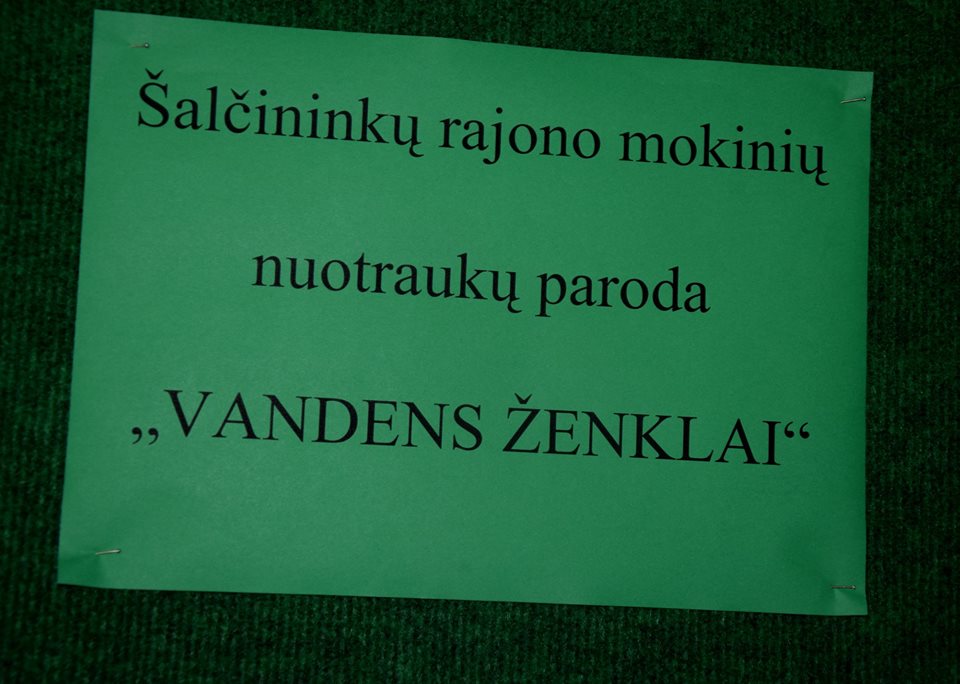 Šalčininkų rajono mokinių
nuotraukų paroda
„VANDENS ŽENKLAI“